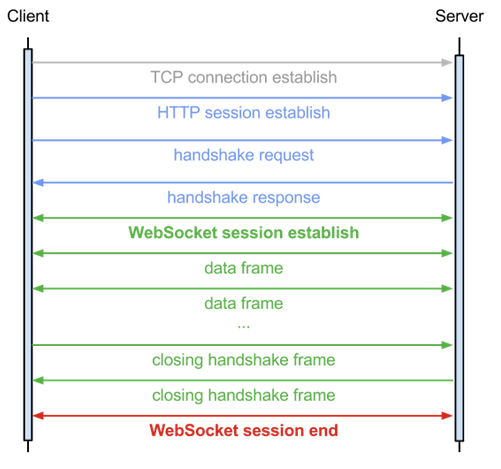 Client Server
TCP connection establish
HTTP session establish
handshake request
handshake response
WebSocket session establish
data frame
data frame
...
closing handshake frame
closing handshake frame
WebSocket session end